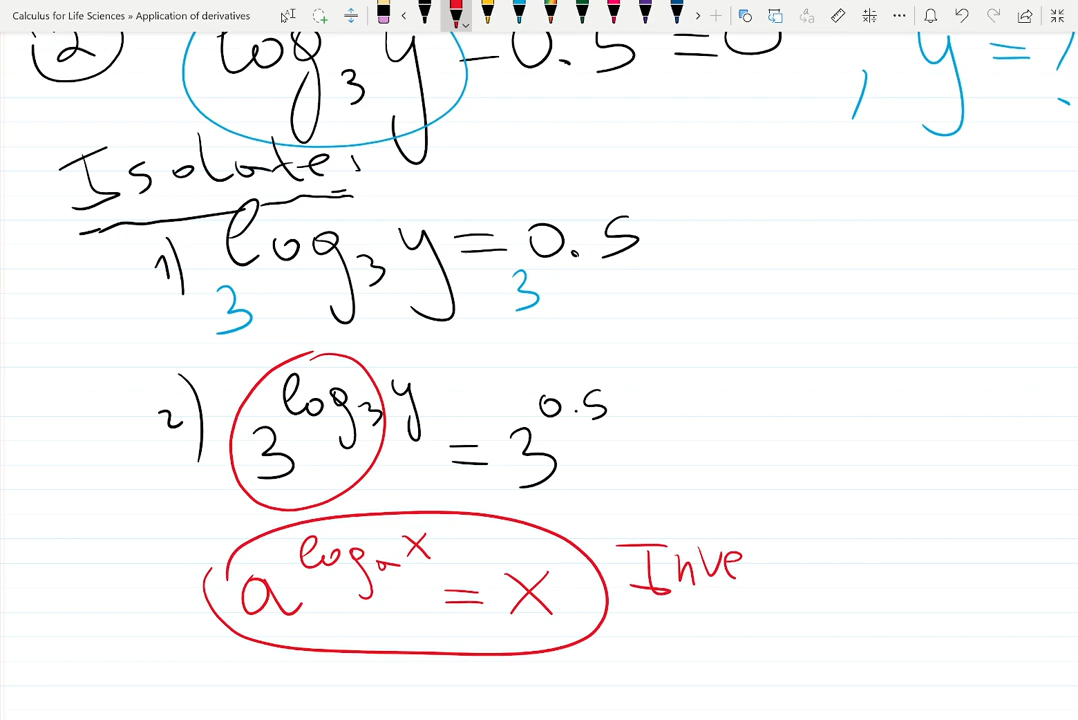 Calculus for Life Sciences » Application of derivatives
② log₃ y - 0.5 = 0 , y = ?
Isolate:
1) log₃ y = 0.5
3 3
2) 3^(log₃ y) = 3^0.5
a^(logₐ x) = x Inve